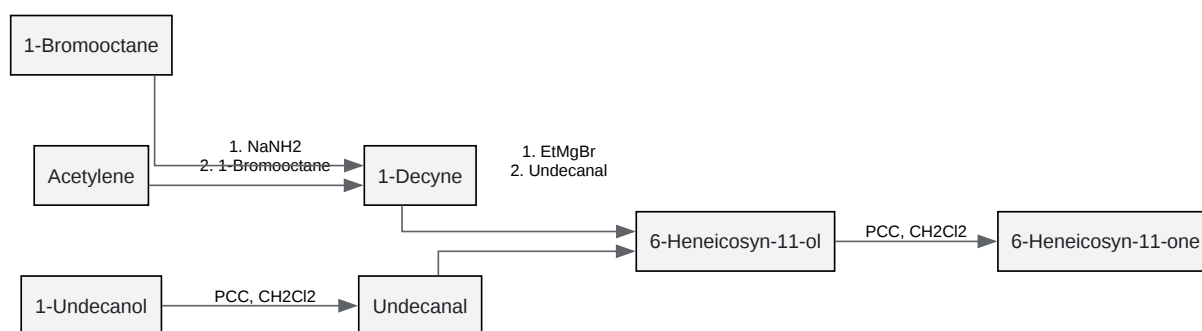 1-Bromooctane
1. NaNH2
2. 1-Bromooctane
Acetylene
1-Decyne
1. EtMgBr
2. Undecanal
6-Heneicosyn-11-ol
PCC, CH2Cl2
6-Heneicosyn-11-one
1-Undecanol
PCC, CH2Cl2
Undecanal